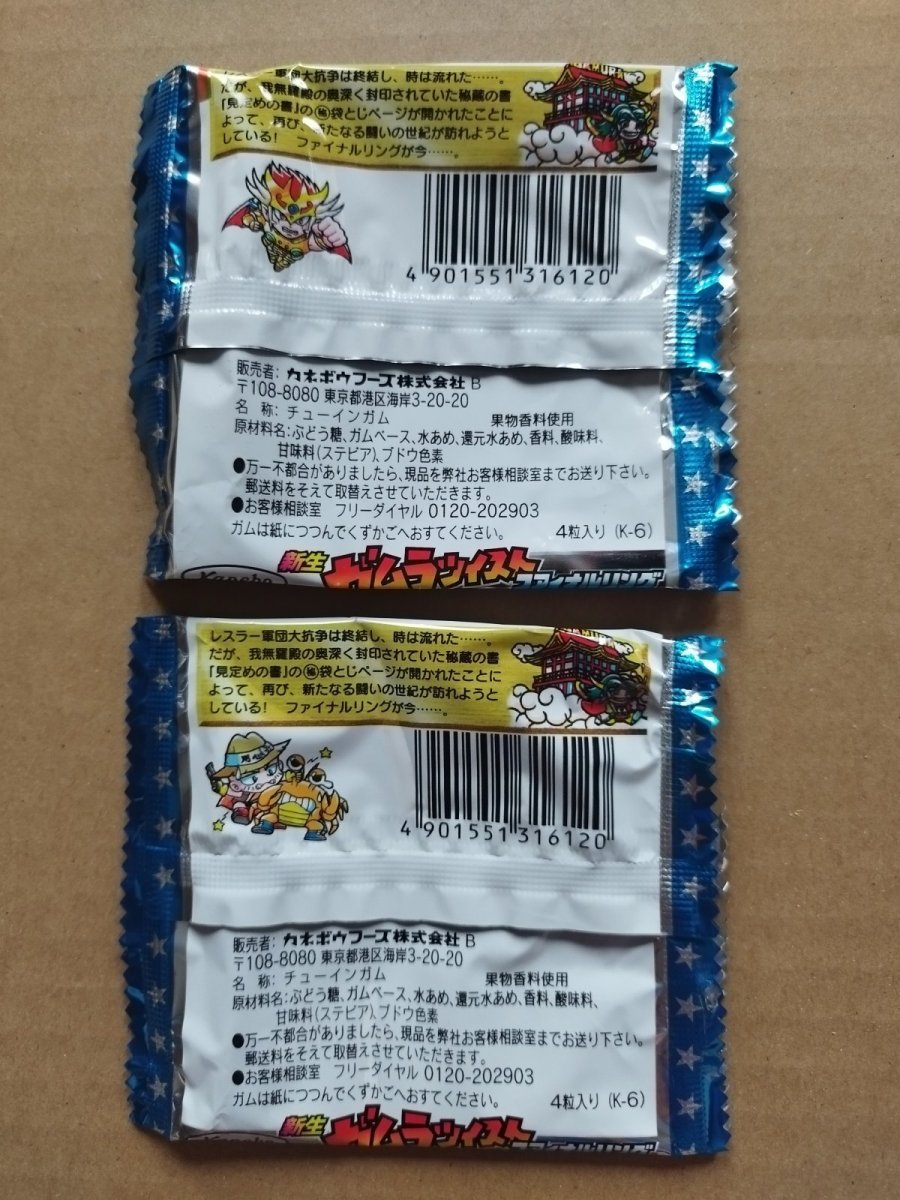 レスラー軍団大抗争は終結し、時は流れた……。
だが、我無羅殿の奥深く封印されていた秘蔵の書
「見定めの書」の㊙袋とじページが開かれたことに
よって、再び、新たなる闘いの世紀が訪れようと
している! ファイナルリングが今……。
4 901551 316120
販売者: カネボウフーズ株式会社 B
〒108-8080 東京都港区海岸3-20-20
名 称: チューインガム 果物香料使用
原材料名:ぶどう糖、ガムベース、水あめ、還元水あめ、香料、酸味料、
甘味料(ステビア)、ブドウ色素
●万一不都合がありましたら、現品を弊社お客様相談室までお送り下さい。
郵送料をそえて取替えさせていただきます。
●お客様相談室 フリーダイヤル 0120-202903
ガムは紙につつんでくずかごへおすてください。 4粒入り (K-6)
Kanebo 新生 ガムラツイスト ファイナルリング
レスラー軍団大抗争は終結し、時は流れた……。
だが、我無羅殿の奥深く封印されていた秘蔵の書
「見定めの書」の㊙袋とじページが開かれたことに
よって、再び、新たなる闘いの世紀が訪れようと
している! ファイナルリングが今……。
4 901551 316120
販売者: カネボウフーズ株式会社 B
〒108-8080 東京都港区海岸3-20-20
名 称: チューインガム 果物香料使用
原材料名:ぶどう糖、ガムベース、水あめ、還元水あめ、香料、酸味料、
甘味料(ステビア)、ブドウ色素
●万一不都合がありましたら、現品を弊社お客様相談室までお送り下さい。
郵送料をそえて取替えさせていただきます。
●お客様相談室 フリーダイヤル 0120-202903
ガムは紙につつんでくずかごへおすてください。 4粒入り (K-6)
新生 ガムラツイスト ファイナルリング